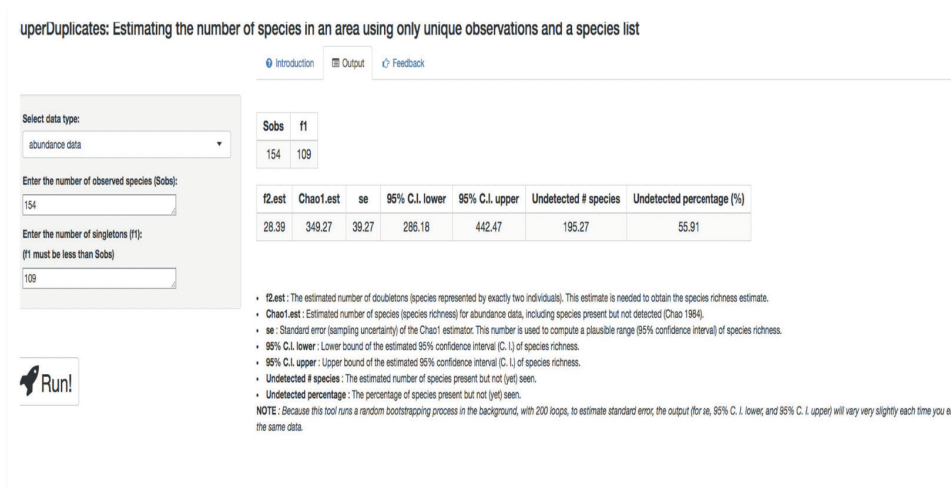 uperDuplicates: Estimating the number of species in an area using only unique observations and a species list
Introduction Output Feedback
Select data type:
abundance data
Enter the number of observed species (Sobs):
154
Enter the number of singletons (f1):
(f1 must be less than Sobs)
109
Run!
Sobs f1
154 109
f2.est Chao1.est se 95% C.I. lower 95% C.I. upper Undetected # species Undetected percentage (%)
28.39 349.27 39.27 286.18 442.47 195.27 55.91
• f2.est : The estimated number of doubletons (species represented by exactly two individuals). This estimate is needed to obtain the species richness estimate.
• Chao1.est : Estimated number of species (species richness) for abundance data, including species present but not detected (Chao 1984).
• se : Standard error (sampling uncertainty) of the Chao1 estimator. This number is used to compute a plausible range (95% confidence interval) of species richness.
• 95% C.I. lower : Lower bound of the estimated 95% confidence interval (C. I.) of species richness.
• 95% C.I. upper : Upper bound of the estimated 95% confidence interval (C. I.) of species richness.
• Undetected # species : The estimated number of species present but not (yet) seen.
• Undetected percentage : The percentage of species present but not (yet) seen.
NOTE : Because this tool runs a random bootstrapping process in the background, with 200 loops, to estimate standard error, the output (for se, 95% C. I. lower, and 95% C. I. upper) will vary very slightly each time you e
the same data.